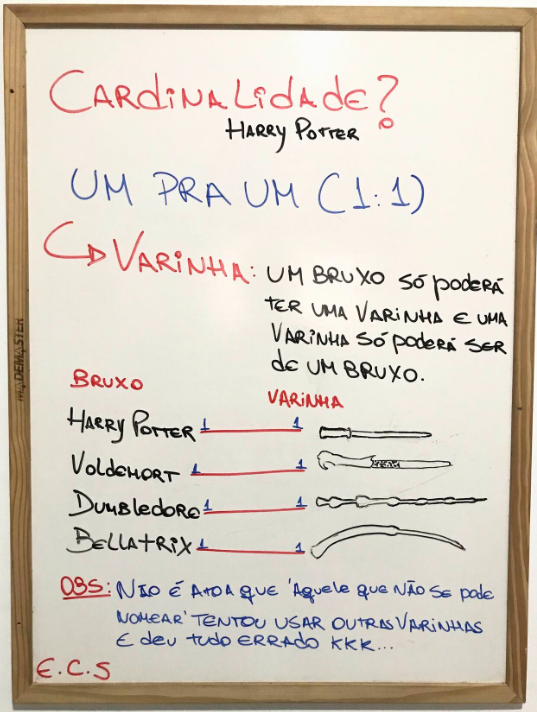 CARDINALIDADE?
HARRY POTTER
UM PRA UM (1:1)
VARINHA: UM BRUXO SÓ PODERÁ
TER UMA VARINHA E UMA
VARINHA SÓ PODERÁ SER
DE UM BRUXO.
BRUXO VARINHA
HARRY POTTER 1 1
VOLDEMORT 1 1
DUMBLEDORE 1 1
BELLATRIX 1 1
OBS: NÃO É ATOA QUE 'AQUELE QUE NÃO SE PODE
NOMEAR' TENTOU USAR OUTRAS VARINHAS
E DEU TUDO ERRADO KKK...
E.C.S
MADEMASTER